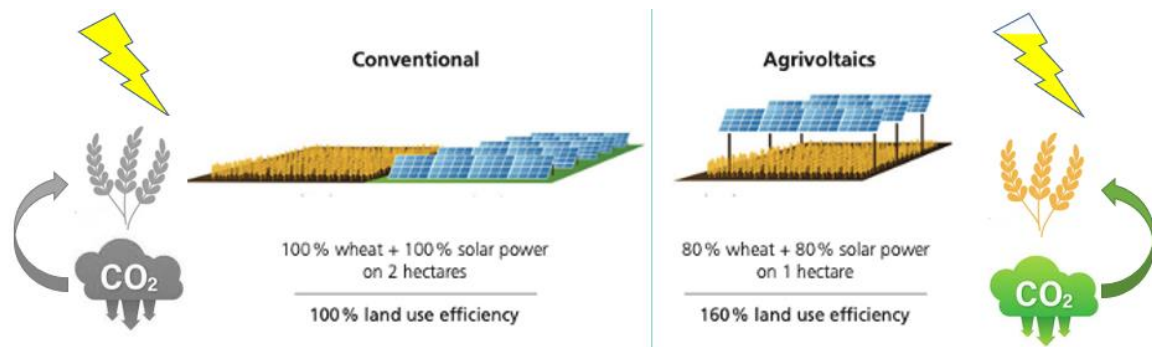 Conventional
100% wheat + 100% solar power
on 2 hectares
100% land use efficiency
CO2
Agrivoltaics
80% wheat + 80% solar power
on 1 hectare
160% land use efficiency
CO2